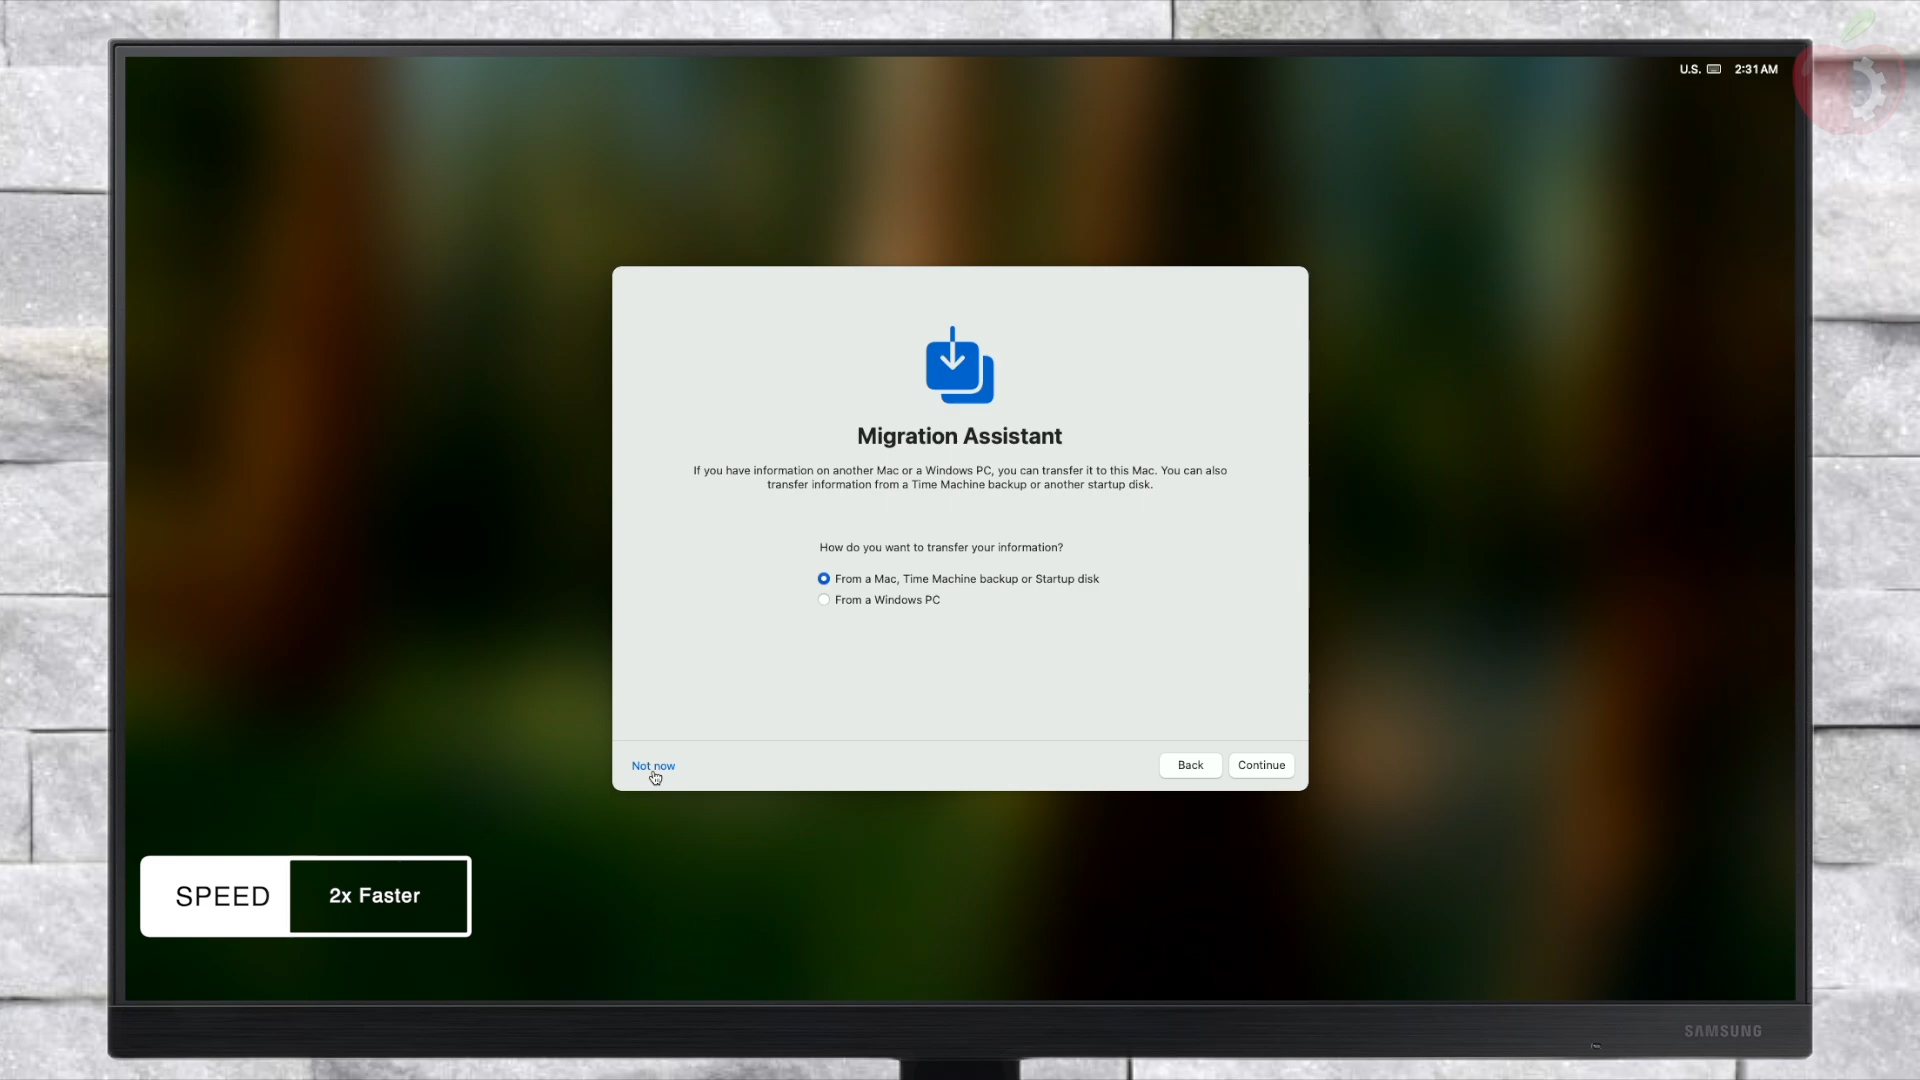 U.S. 2:31 AM
Migration Assistant
If you have information on another Mac or a Windows PC, you can transfer it to this Mac. You can also
transfer information from a Time Machine backup or another startup disk.
How do you want to transfer your information?
From a Mac, Time Machine backup or Startup disk
From a Windows PC
Not now
Back
Continue
SPEED
2x Faster
SAMSUNG